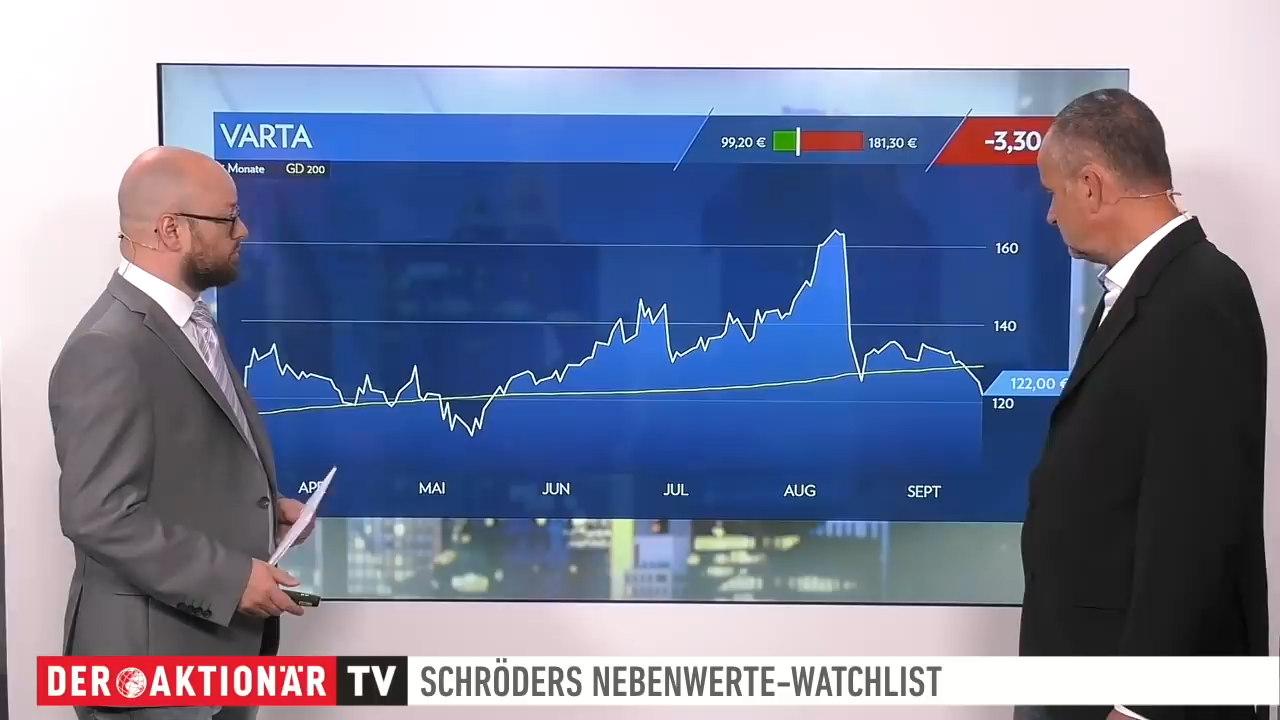 VARTA
99,20 €
181,30 €
-3,30
Monate
GD 200
160
140
122,00 €
120
MAI
JUN
JUL
AUG
SEPT
DER AKTIONÄR TV
SCHRÖDERS NEBENWERTE-WATCHLIST